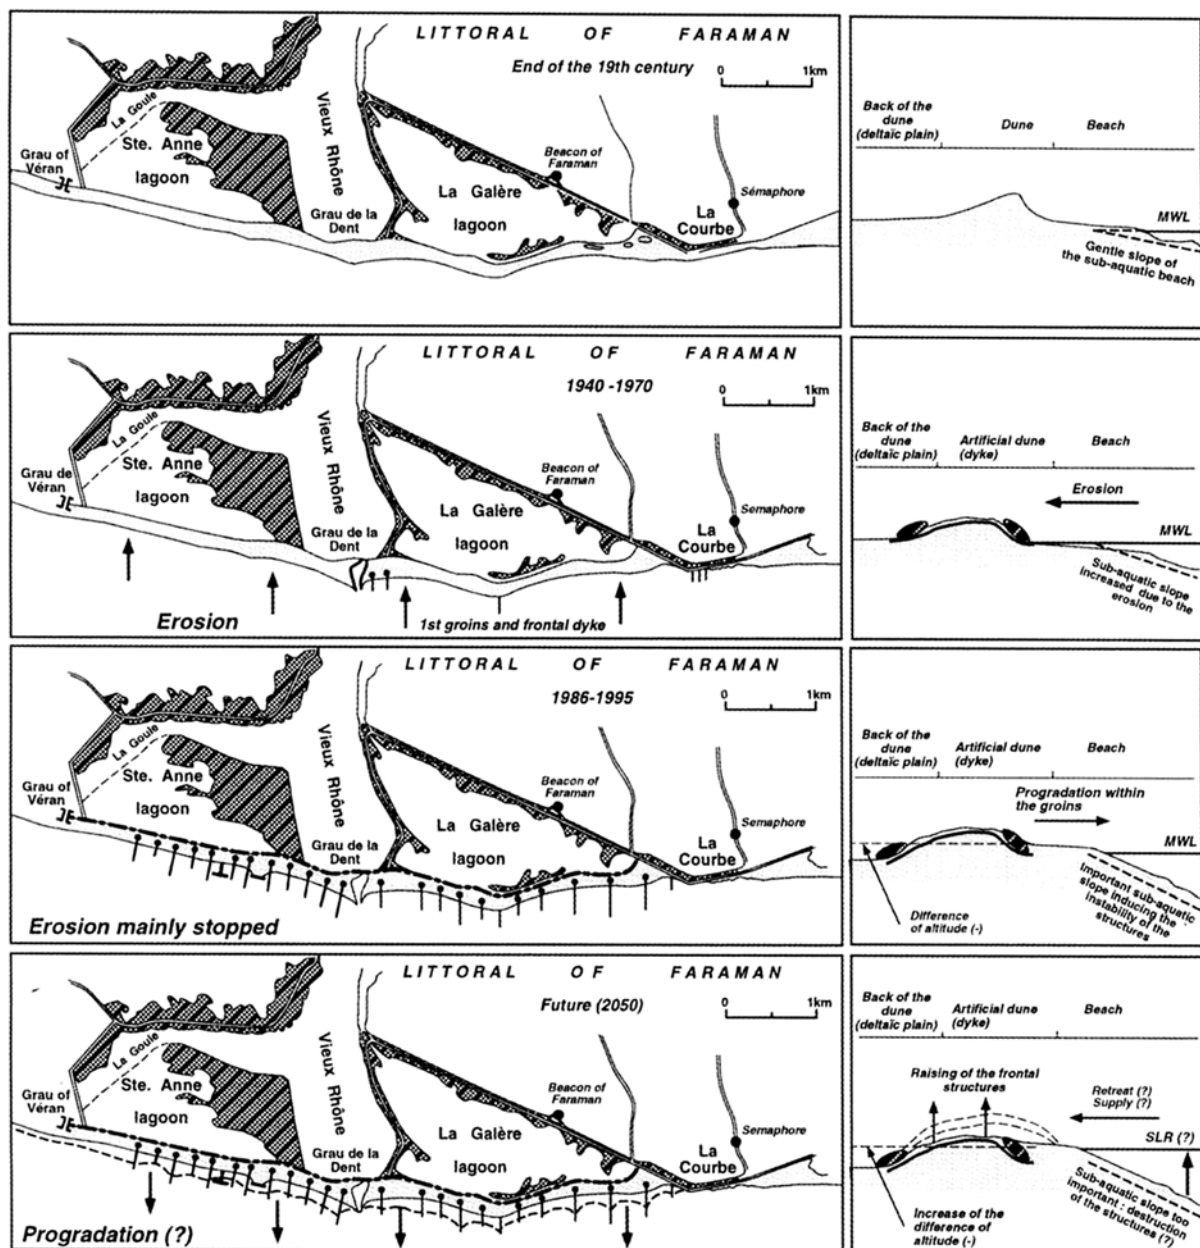 LITTORAL OF FARAMAN
End of the 19th century
0 1km
La Goule
Ste. Anne
lagoon
Grau of
Véran
Vieux Rhône
Grau de la
Dent
Beacon of
Faraman
La Galère
lagoon
Sémaphore
La
Courbe
Back of the
dune
(deltaïc plain)
Dune
Beach
MWL
Gentle slope of
the sub-aquatic beach
LITTORAL OF FARAMAN
1940 -1970
0 1km
La Goule
Ste. Anne
lagoon
Grau de
Véran
Vieux Rhône
Grau de la
Dent
Beacon of
Faraman
La Galère
lagoon
Semaphore
La
Courbe
Erosion
1st groins and frontal dyke
Back of the
dune
(deltaïc plain)
Artificial dune
(dyke)
Beach
Erosion
MWL
Sub-aquatic slope
increased due to the
erosion
LITTORAL OF FARAMAN
1986-1995
0 1km
La Goule
Ste. Anne
lagoon
Grau of
Véran
Vieux Rhône
Grau de la
Dent
Beacon of
Faraman
La Galère
lagoon
Semaphore
La
Courbe
Erosion mainly stopped
Back of the
dune
(deltaïc plain)
Artificial dune
(dyke)
Beach
Progradation within
the groins
MWL
Difference
of altitude (-)
Important sub-aquatic
slope inducing the
instability of the
structures
LITTORAL OF FARAMAN
Future (2050)
0 1km
La Goule
Ste. Anne
lagoon
Grau of
Véran
Vieux Rhône
Grau de la
Dent
Beacon of
Faraman
La Galère
lagoon
Semaphore
La
Courbe
Progradation (?)
Back of the
dune
(deltaïc plain)
Artificial dune
(dyke)
Beach
Raising of the frontal
structures
Retreat (?)
Supply (?)
SLR (?)
Increase of the
difference of
altitude (-)
Sub-aquatic slope too
important : destruction
of the structures (?)